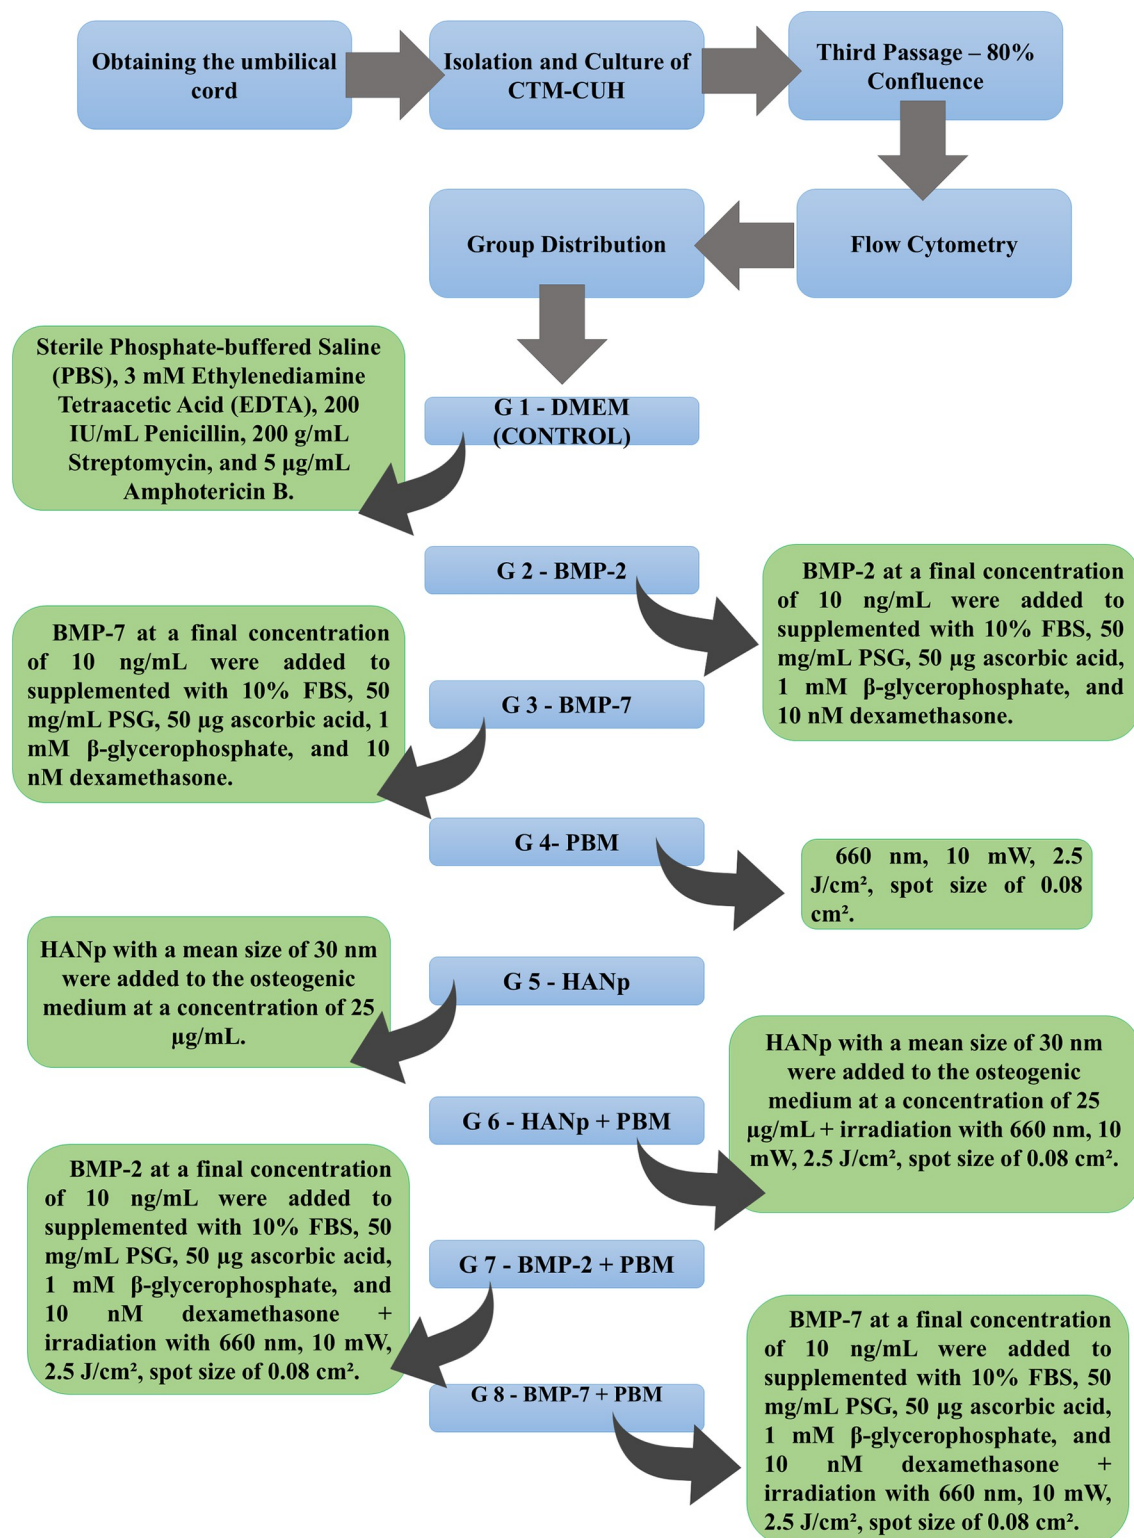 Obtaining the umbilical
cord
Isolation and Culture of
CTM-CUH
Third Passage – 80%
Confluence
Group Distribution
Flow Cytometry
Sterile Phosphate-buffered Saline
(PBS), 3 mM Ethylenediamine
Tetraacetic Acid (EDTA), 200
IU/mL Penicillin, 200 g/mL
Streptomycin, and 5 µg/mL
Amphotericin B.
G 1 - DMEM
(CONTROL)
G 2 - BMP-2
BMP-2 at a final concentration
of 10 ng/mL were added to
supplemented with 10% FBS, 50
mg/mL PSG, 50 µg ascorbic acid,
1 mM β-glycerophosphate, and
10 nM dexamethasone.
BMP-7 at a final concentration
of 10 ng/mL were added to
supplemented with 10% FBS, 50
mg/mL PSG, 50 µg ascorbic acid, 1
mM β-glycerophosphate, and 10
nM dexamethasone.
G 3 - BMP-7
G 4- PBM
660 nm, 10 mW, 2.5
J/cm², spot size of 0.08
cm².
HANp with a mean size of 30 nm
were added to the osteogenic
medium at a concentration of 25
µg/mL.
G 5 - HANp
HANp with a mean size of 30 nm
were added to the osteogenic
medium at a concentration of 25
µg/mL + irradiation with 660 nm, 10
mW, 2.5 J/cm², spot size of 0.08 cm².
G 6 - HANp + PBM
BMP-2 at a final concentration
of 10 ng/mL were added to
supplemented with 10% FBS, 50
mg/mL PSG, 50 µg ascorbic acid,
1 mM β-glycerophosphate, and
10 nM dexamethasone +
irradiation with 660 nm, 10 mW,
2.5 J/cm², spot size of 0.08 cm².
G 7 - BMP-2 + PBM
G 8 - BMP-7 + PBM
BMP-7 at a final concentration
of 10 ng/mL were added to
supplemented with 10% FBS, 50
mg/mL PSG, 50 µg ascorbic acid,
1 mM β-glycerophosphate, and
10 nM dexamethasone +
irradiation with 660 nm, 10 mW,
2.5 J/cm², spot size of 0.08 cm².